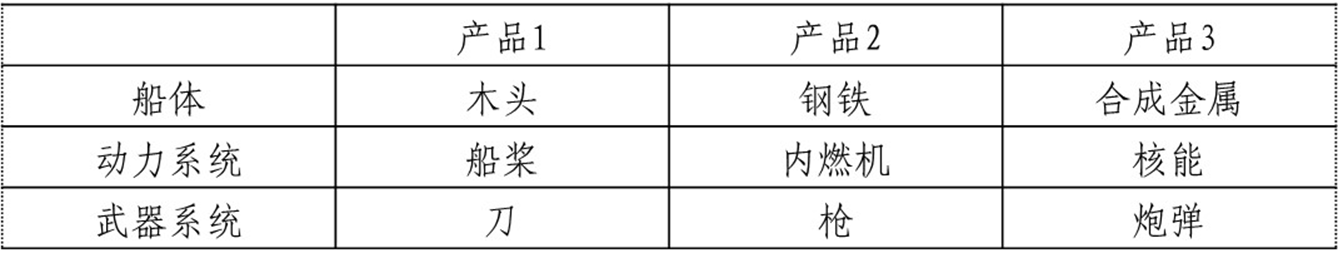 产品1 产品2 产品3
船体 木头 钢铁 合成金属
动力系统 船桨 内燃机 核能
武器系统 刀 枪 炮弹